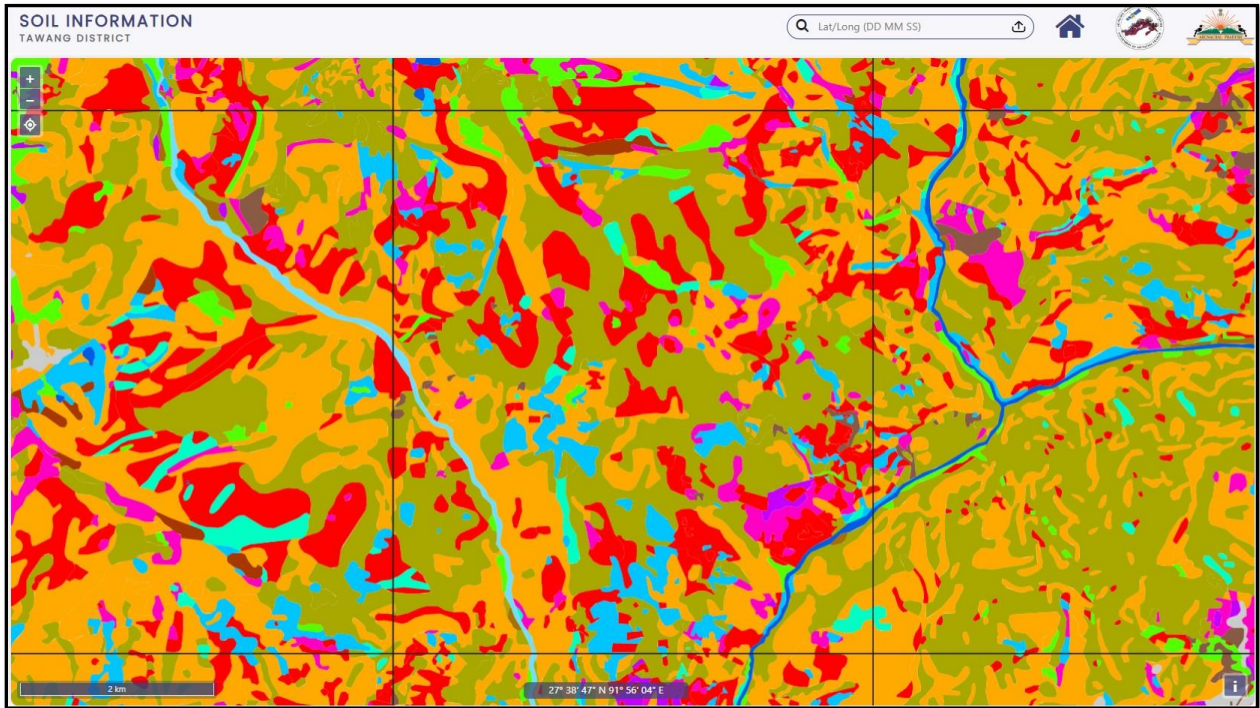 SOIL INFORMATION
TAWANG DISTRICT
Lat/Long (DD MM SS)
+
−
2 km
27° 38' 47" N 91° 56' 04" E
i